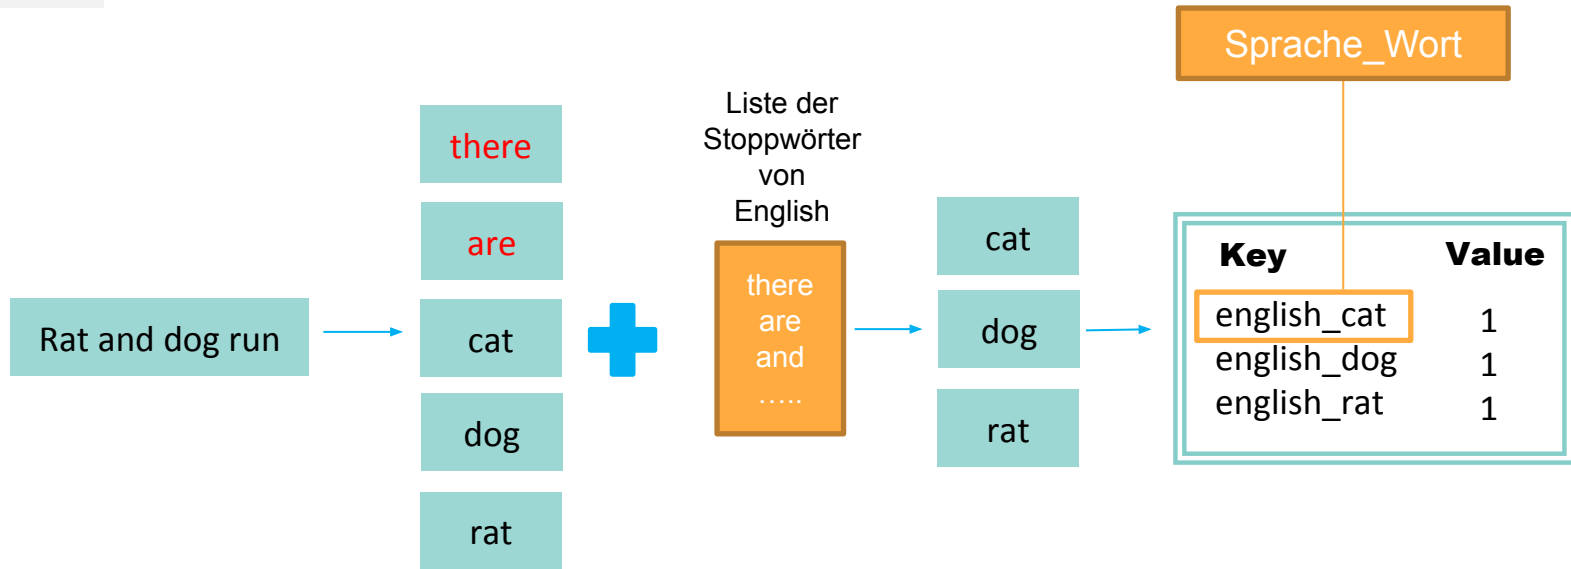 Rat and dog run
there
are
cat
dog
rat
Liste der
Stoppwörter
von
English
there
are
and
…..
cat
dog
rat
Sprache_Wort
Key Value
english_cat 1
english_dog 1
english_rat 1